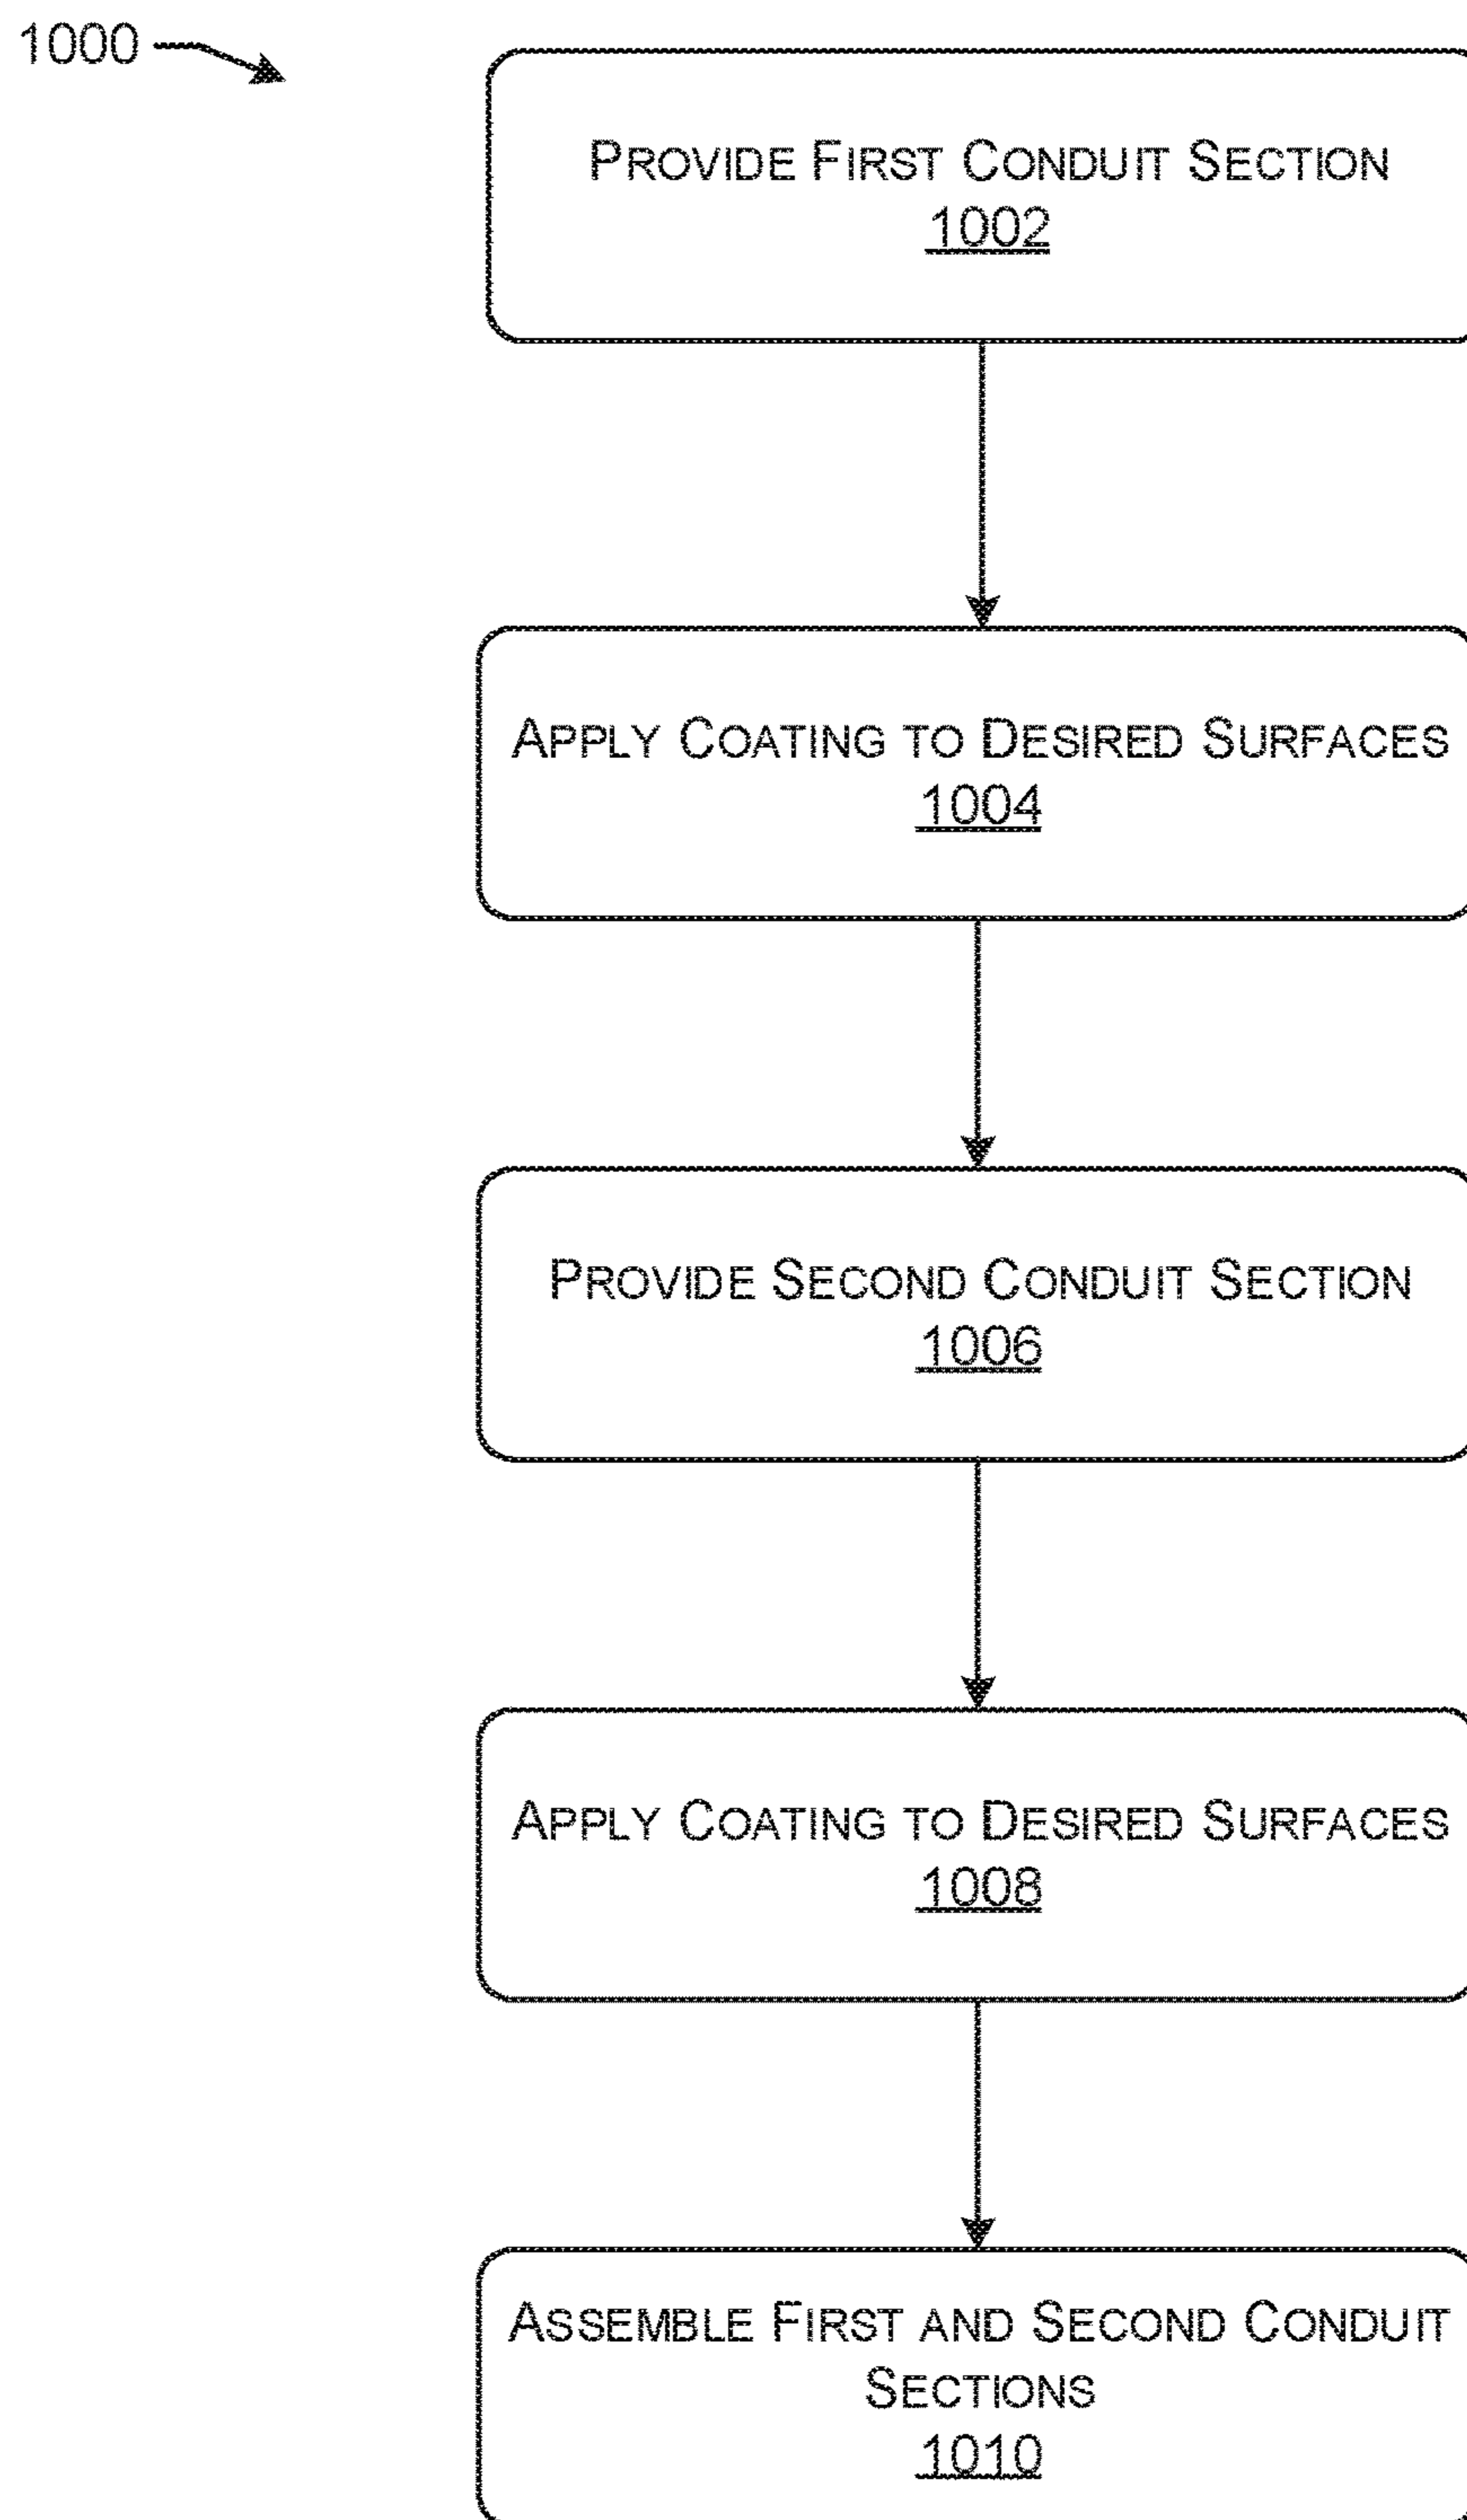 1000
PROVIDE FIRST CONDUIT SECTION
1002
APPLY COATING TO DESIRED SURFACES
1004
PROVIDE SECOND CONDUIT SECTION
1006
APPLY COATING TO DESIRED SURFACES
1008
ASSEMBLE FIRST AND SECOND CONDUIT
SECTIONS
1010